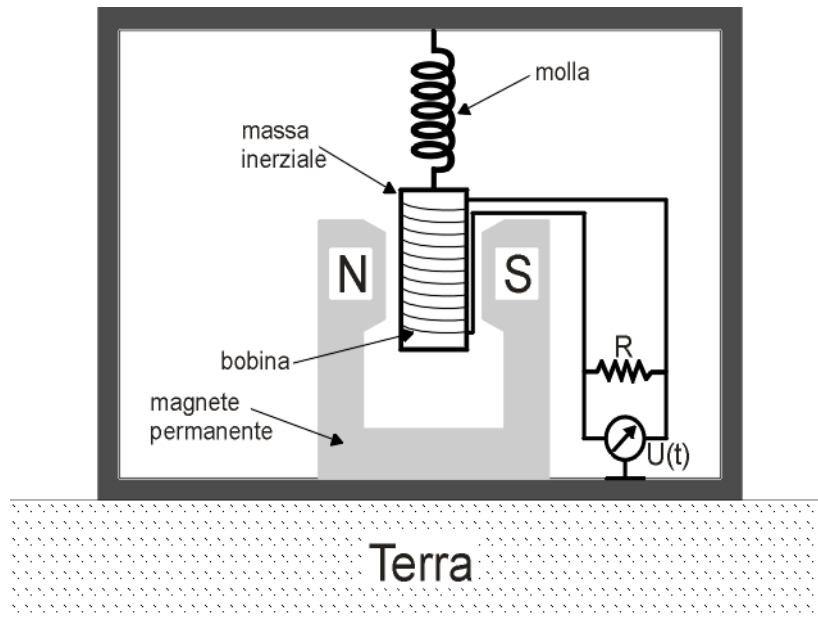 molla
massa
inerziale
N
S
bobina
R
magnete
permanente
U(t)
Terra